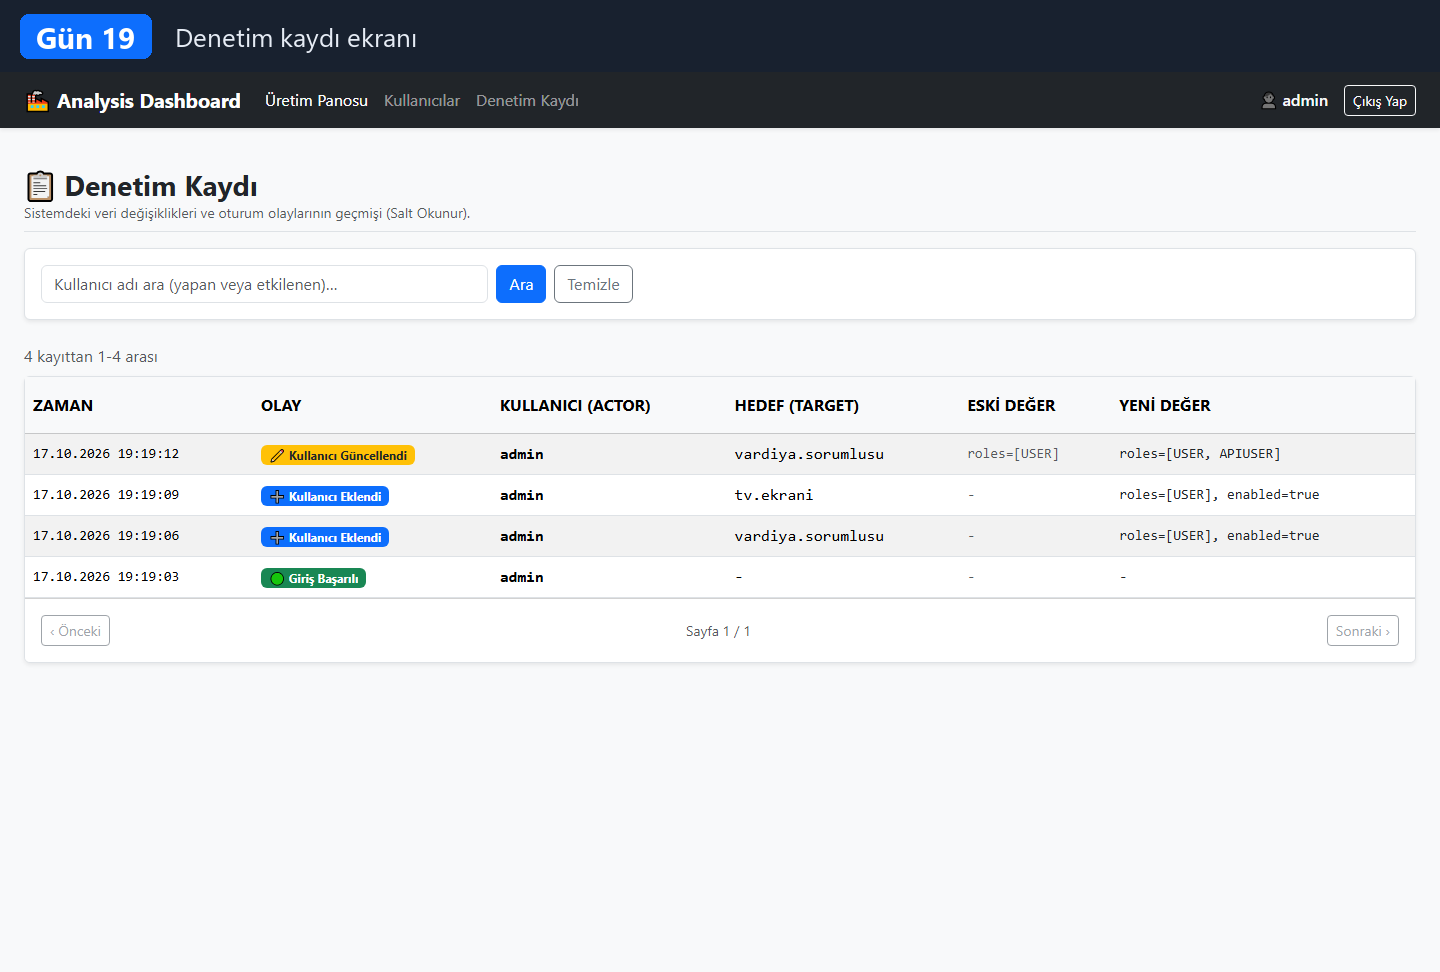 Gün 19 Denetim kaydı ekranı
Analysis Dashboard Üretim Panosu Kullanıcılar Denetim Kaydı admin Çıkış Yap
Denetim Kaydı
Sistemdeki veri değişiklikleri ve oturum olaylarının geçmişi (Salt Okunur).
Kullanıcı adı ara (yapan veya etkilenen)... Ara Temizle
4 kayıttan 1-4 arası
ZAMAN OLAY KULLANICI (ACTOR) HEDEF (TARGET) ESKİ DEĞER YENİ DEĞER
17.10.2026 19:19:12 Kullanıcı Güncellendi admin vardiya.sorumlusu roles=[USER] roles=[USER, APIUSER]
17.10.2026 19:19:09 Kullanıcı Eklendi admin tv.ekrani - roles=[USER], enabled=true
17.10.2026 19:19:06 Kullanıcı Eklendi admin vardiya.sorumlusu - roles=[USER], enabled=true
17.10.2026 19:19:03 Giriş Başarılı admin - - -
‹ Önceki Sayfa 1 / 1 Sonraki ›